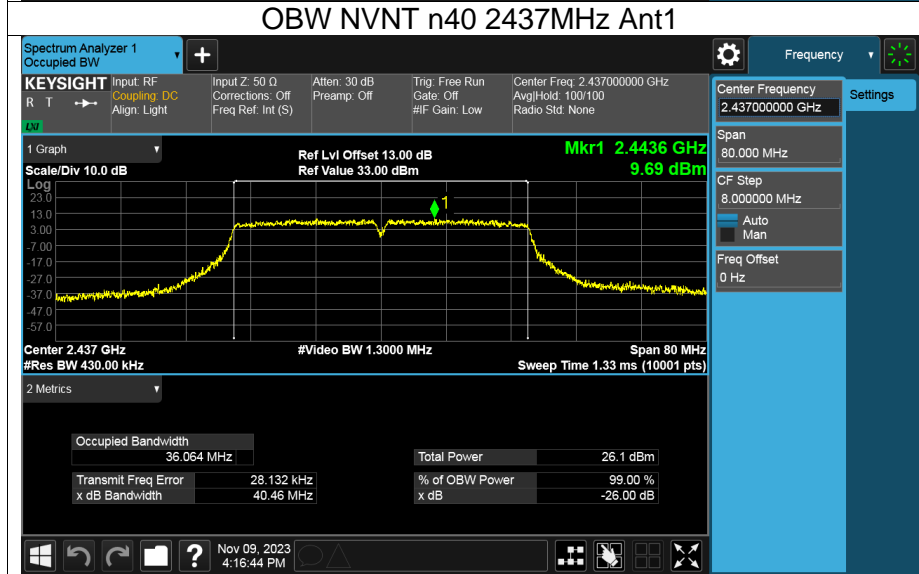 OBW NVNT n40 2437MHz Ant1
Spectrum Analyzer 1
Occupied BW
+
Frequency
KEYSIGHT
R T
LXI
Input: RF
Coupling: DC
Align: Light
Input Z: 50 Ω
Corrections: Off
Freq Ref: Int (S)
Atten: 30 dB
Preamp: Off
Trig: Free Run
Gate: Off
#IF Gain: Low
Center Freq: 2.437000000 GHz
Avg|Hold: 100/100
Radio Std: None
Center Frequency
2.437000000 GHz
Settings
Span
80.000 MHz
CF Step
8.000000 MHz
Auto
Man
Freq Offset
0 Hz
1 Graph
Scale/Div 10.0 dB
Ref Lvl Offset 13.00 dB
Ref Value 33.00 dBm
Mkr1 2.4436 GHz
9.69 dBm
Log
23.0
13.0
3.00
-7.00
-17.0
-27.0
-37.0
-47.0
-57.0
1
Center 2.437 GHz
#Video BW 1.3000 MHz
Span 80 MHz
#Res BW 430.00 kHz
Sweep Time 1.33 ms (10001 pts)
2 Metrics
Occupied Bandwidth
36.064 MHz
Total Power 26.1 dBm
Transmit Freq Error 28.132 kHz
% of OBW Power 99.00 %
x dB Bandwidth 40.46 MHz
x dB -26.00 dB
?
Nov 09, 2023
4:16:44 PM